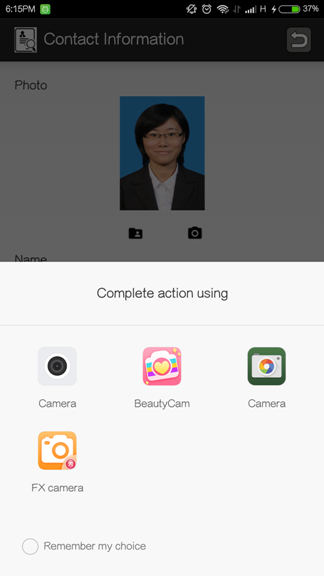 6:15PM H 37%
Contact Information
Photo
Name
Complete action using
Camera BeautyCam Camera
FX camera
Remember my choice